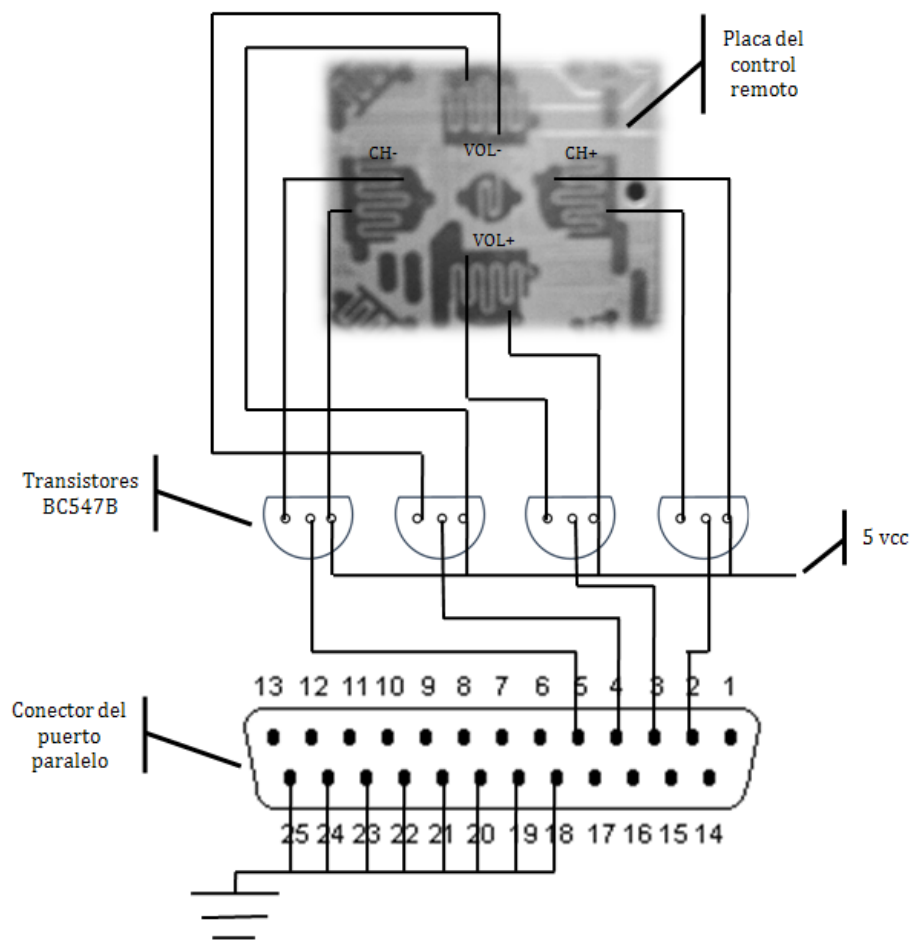 Placa del
control
remoto
CH-
VOL-
CH+
VOL+
Transistores
BC547B
5 vcc
13 12 11 10 9 8 7 6 5 4 3 2 1
Conector del
puerto
paralelo
25 24 23 22 21 20 19 18 17 16 15 14